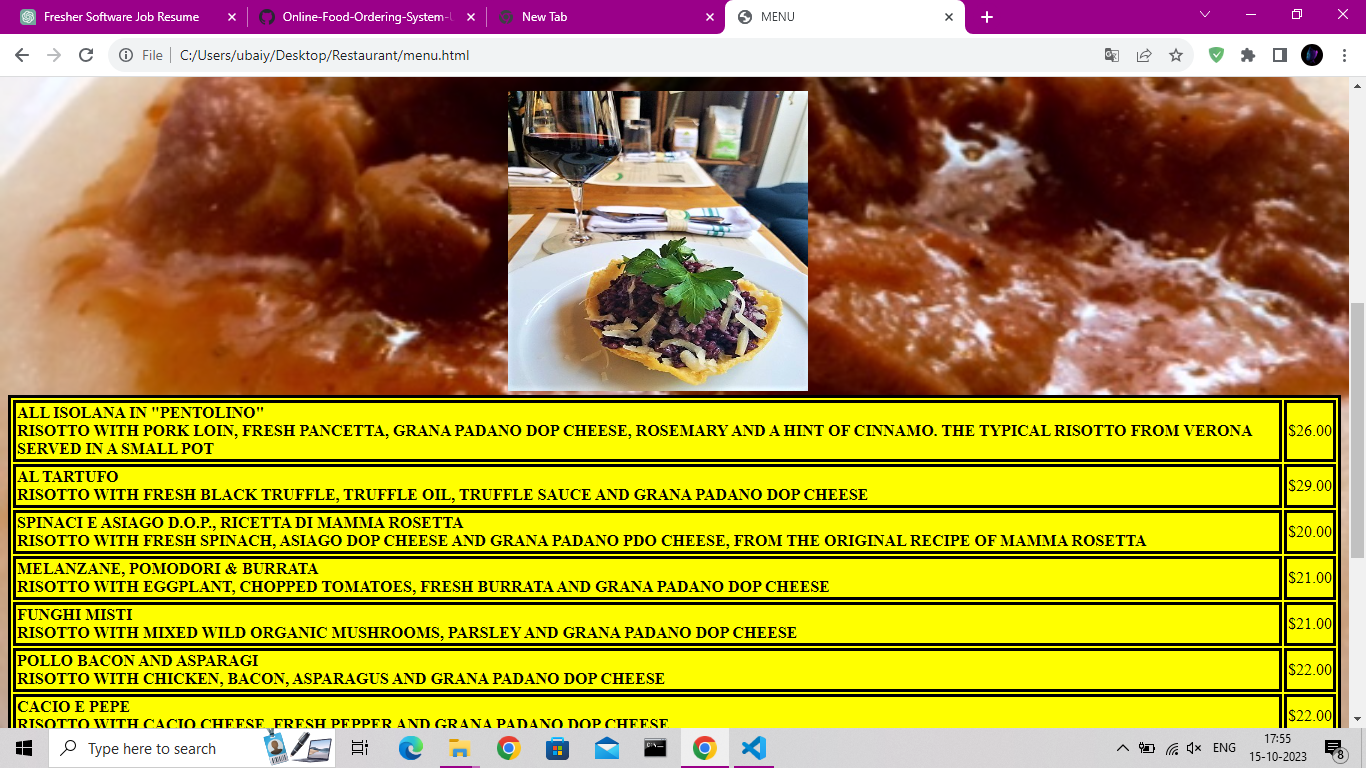 Fresher Software Job Resume
Online-Food-Ordering-System-
New Tab
MENU
File
C:/Users/ubaiy/Desktop/Restaurant/menu.html
ALL ISOLANA IN "PENTOLINO"
RISOTTO WITH PORK LOIN, FRESH PANCETTA, GRANA PADANO DOP CHEESE, ROSEMARY AND A HINT OF CINNAMO. THE TYPICAL RISOTTO FROM VERONA
SERVED IN A SMALL POT
$26.00
AL TARTUFO
RISOTTO WITH FRESH BLACK TRUFFLE, TRUFFLE OIL, TRUFFLE SAUCE AND GRANA PADANO DOP CHEESE
$29.00
SPINACI E ASIAGO D.O.P., RICETTA DI MAMMA ROSETTA
RISOTTO WITH FRESH SPINACH, ASIAGO DOP CHEESE AND GRANA PADANO PDO CHEESE, FROM THE ORIGINAL RECIPE OF MAMMA ROSETTA
$20.00
MELANZANE, POMODORI & BURRATA
RISOTTO WITH EGGPLANT, CHOPPED TOMATOES, FRESH BURRATA AND GRANA PADANO DOP CHEESE
$21.00
FUNGHI MISTI
RISOTTO WITH MIXED WILD ORGANIC MUSHROOMS, PARSLEY AND GRANA PADANO DOP CHEESE
$21.00
POLLO BACON AND ASPARAGI
RISOTTO WITH CHICKEN, BACON, ASPARAGUS AND GRANA PADANO DOP CHEESE
$22.00
CACIO E PEPE
RISOTTO WITH CACIO CHEESE, FRESH PEPPER AND GRANA PADANO DOP CHEESE
$22.00
Type here to search
ENG
17:55
15-10-2023
8